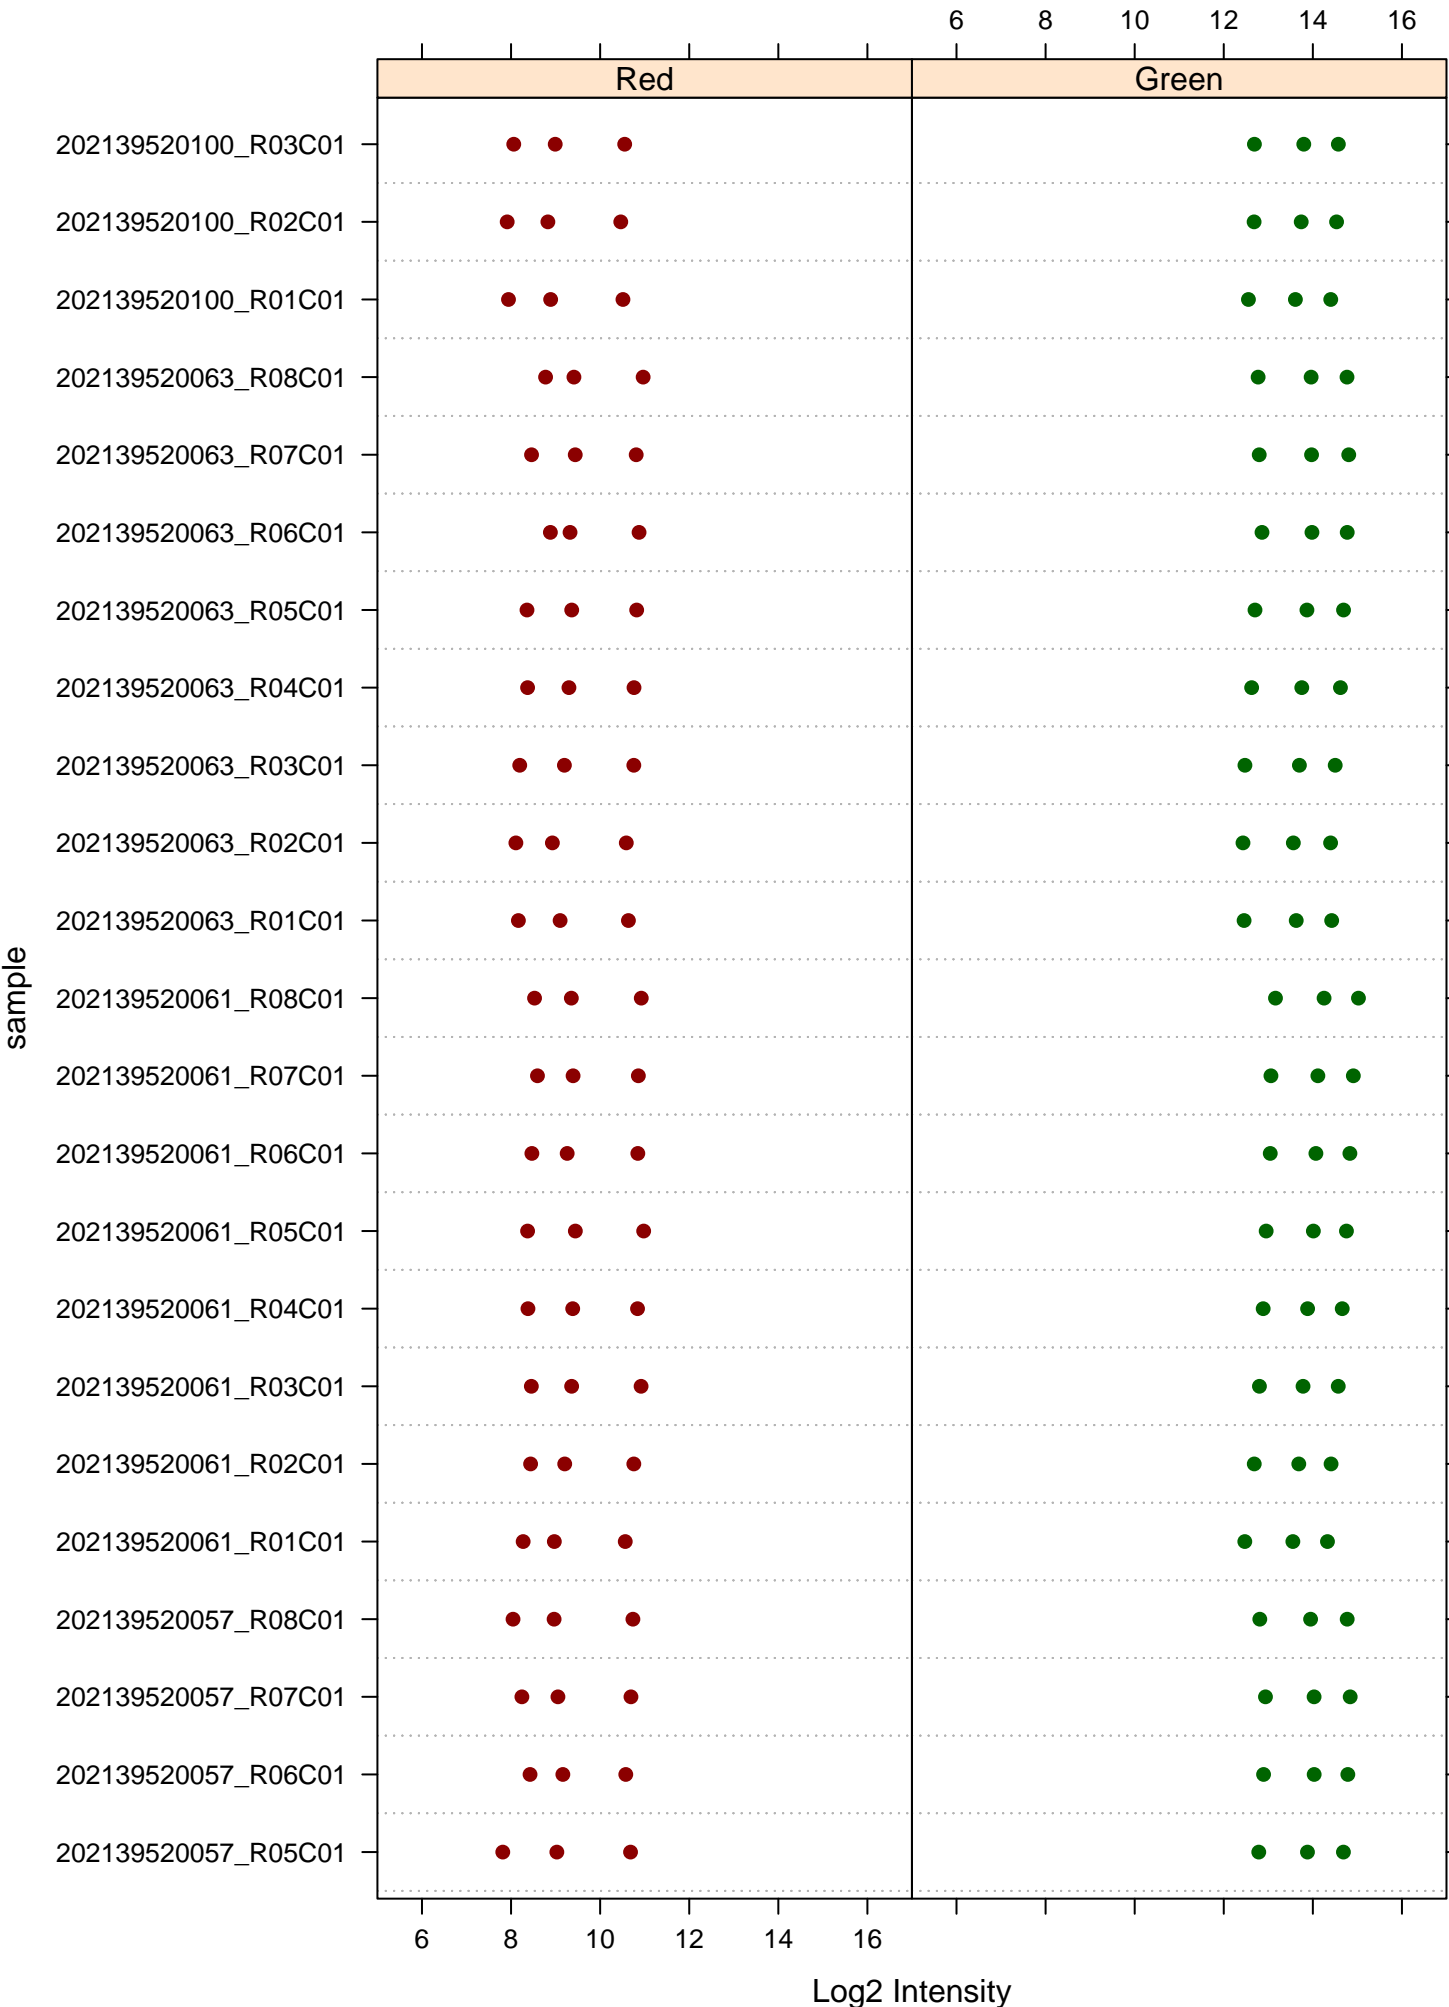 6 8 10 12 14 16
Red Green
202139520100_R03C01
202139520100_R02C01
202139520100_R01C01
202139520063_R08C01
202139520063_R07C01
202139520063_R06C01
202139520063_R05C01
202139520063_R04C01
202139520063_R03C01
202139520063_R02C01
202139520063_R01C01
sample
202139520061_R08C01
202139520061_R07C01
202139520061_R06C01
202139520061_R05C01
202139520061_R04C01
202139520061_R03C01
202139520061_R02C01
202139520061_R01C01
202139520057_R08C01
202139520057_R07C01
202139520057_R06C01
202139520057_R05C01
6 8 10 12 14 16
Log2 Intensity